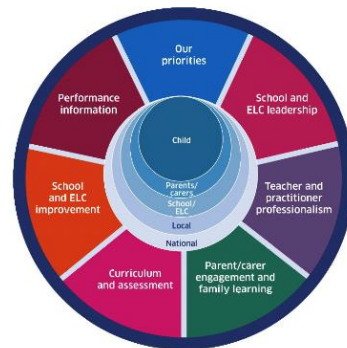 Our
priorities
School and
ELC leadership
Teacher and
practitioner
professionalism
Parent/carer
engagement and
family learning
Curriculum
and assessment
School
and ELC
improvement
Performance
information
Child
Parents/
carers
School/
ELC
Local
National